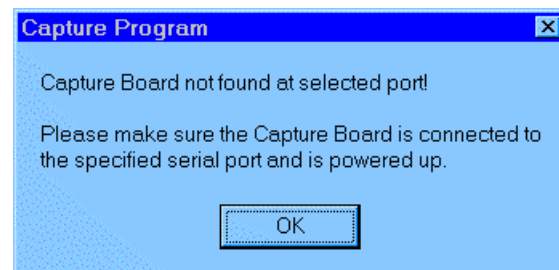 Capture Program
Capture Board not found at selected port!
Please make sure the Capture Board is connected to
the specified serial port and is powered up.
OK